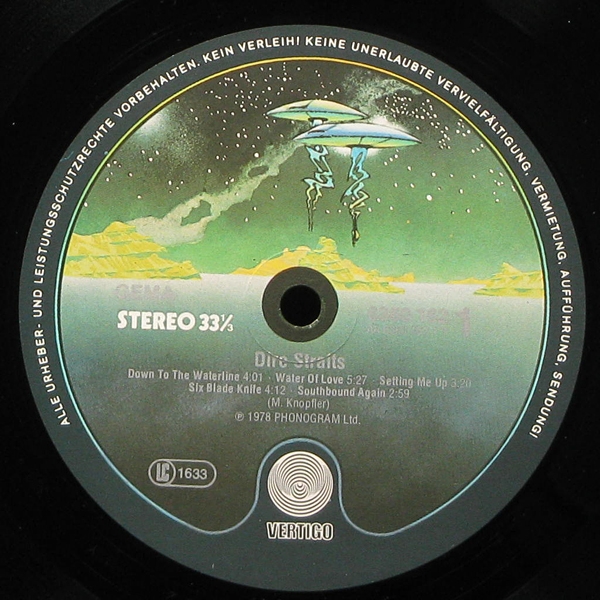 ALLE URHEBER- UND LEISTUNGSSCHUTZRECHTE VORBEHALTEN. KEIN VERLEIH! KEINE UNERLAUBTE VERVIELFÄLTIGUNG, VERMIETUNG, AUFFÜHRUNG, SENDUNG!
GEMA
STEREO 33⅓
Dire Straits
Down To The Waterline 4:01 · Water Of Love 5:27 · Setting Me Up 3:20
Six Blade Knife 4:12 · Southbound Again 2:59
(M. Knopfler)
℗ 1978 PHONOGRAM Ltd.
LC 1633
VERTIGO